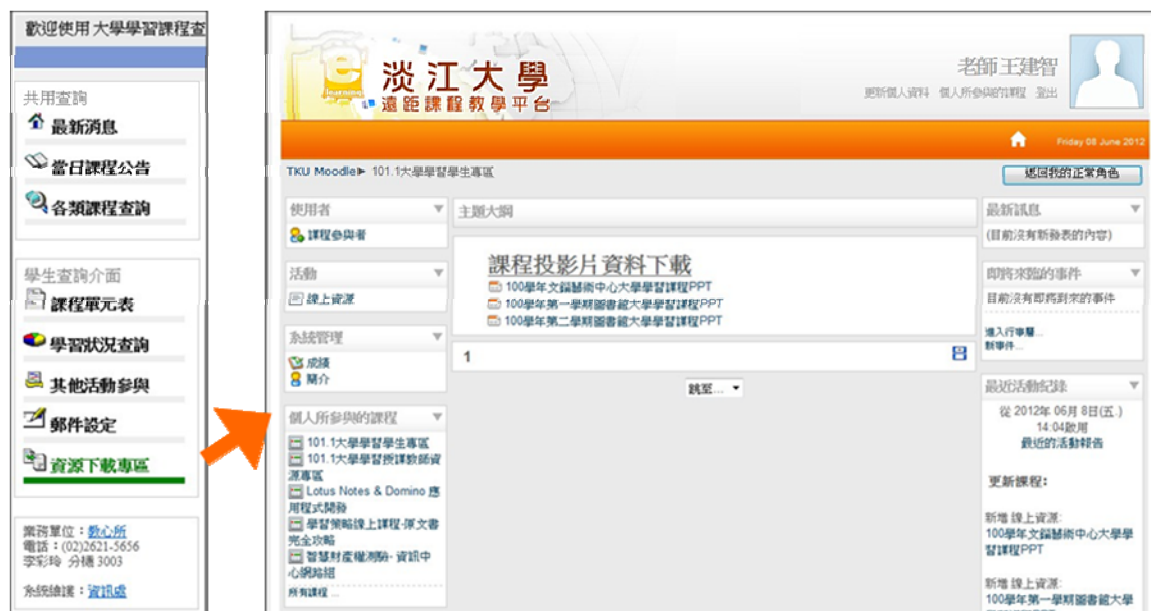 歡迎使用 大學學習課程查
共用查詢
最新消息
當日課程公告
各類課程查詢
學生查詢介面
課程單元表
學習狀況查詢
其他活動參與
郵件設定
資源下載專區
業務單位：教心所
電話：(02)2621-5656
李彩玲 分機 3003
系統維護：資訊處
e
learning
淡江大學
遠距課程教學平台
老師 王建智
更新個人資料 個人所參與的課程 登出
Friday 08 June 2012
TKU Moodle► 101.1大學學習學生專區
返回我的正常角色
使用者
課程參與者
活動
線上資源
系統管理
成績
簡介
個人所參與的課程
101.1大學學習學生專區
101.1大學學習授課教師資
源專區
Lotus Notes & Domino 應
用程式開發
學習策略線上課程-原文書
完全攻略
智慧財產權測驗- 資訊中
心網路組
所有課程 ...
主題大綱
課程投影片資料下載
100學年文錙藝術中心大學學習課程PPT
100學年第一學期圖書館大學學習課程PPT
100學年第二學期圖書館大學學習課程PPT
1
跳至...
最新訊息
(目前沒有新發表的內容)
即將來臨的事件
目前沒有即將到來的事件
進入行事曆...
新事件...
最近活動紀錄
從 2012年 06月 8日(五.)
14:04啟用
最近的活動報告
更新課程:
新增 線上資源:
100學年文錙藝術中心大學學
習課程PPT
新增 線上資源:
100學年第一學期圖書館大學